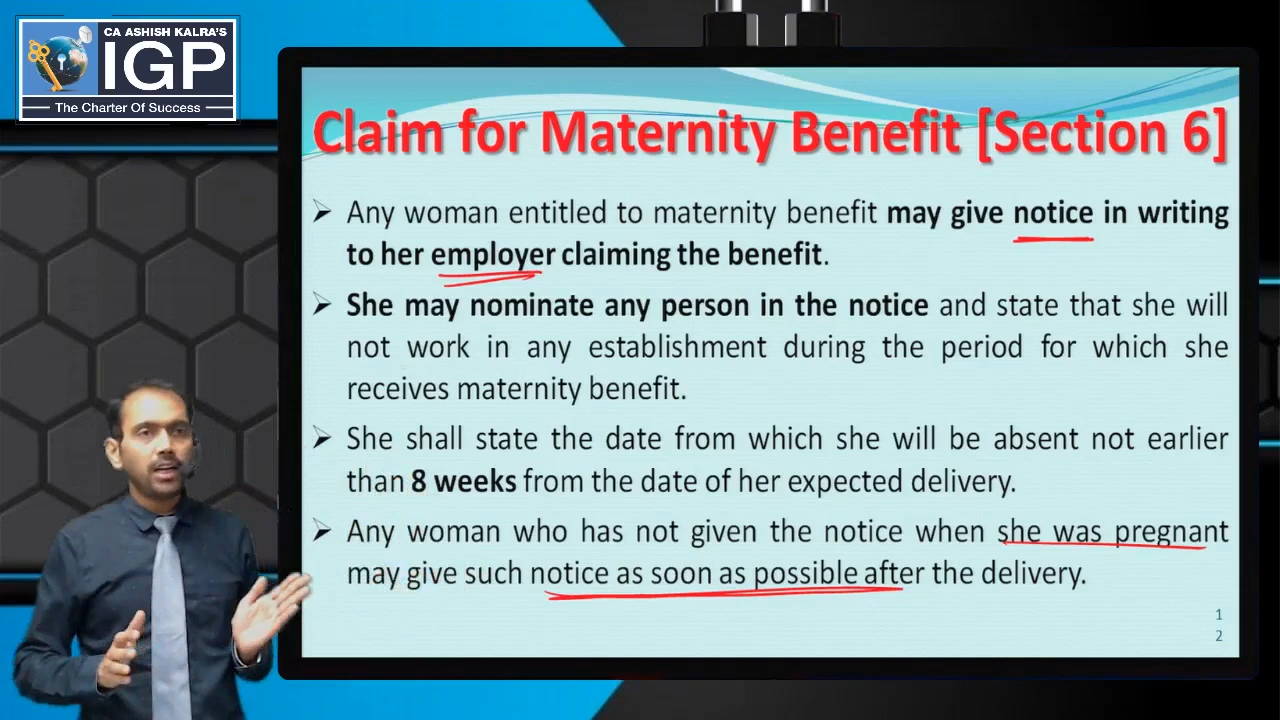 CA ASHISH KALRA'S
IGP
The Charter Of Success
Claim for Maternity Benefit [Section 6]
➢ Any woman entitled to maternity benefit may give notice in writing
to her employer claiming the benefit.
➢ She may nominate any person in the notice and state that she will
not work in any establishment during the period for which she
receives maternity benefit.
➢ She shall state the date from which she will be absent not earlier
than 8 weeks from the date of her expected delivery.
➢ Any woman who has not given the notice when she was pregnant
may give such notice as soon as possible after the delivery.
1
2